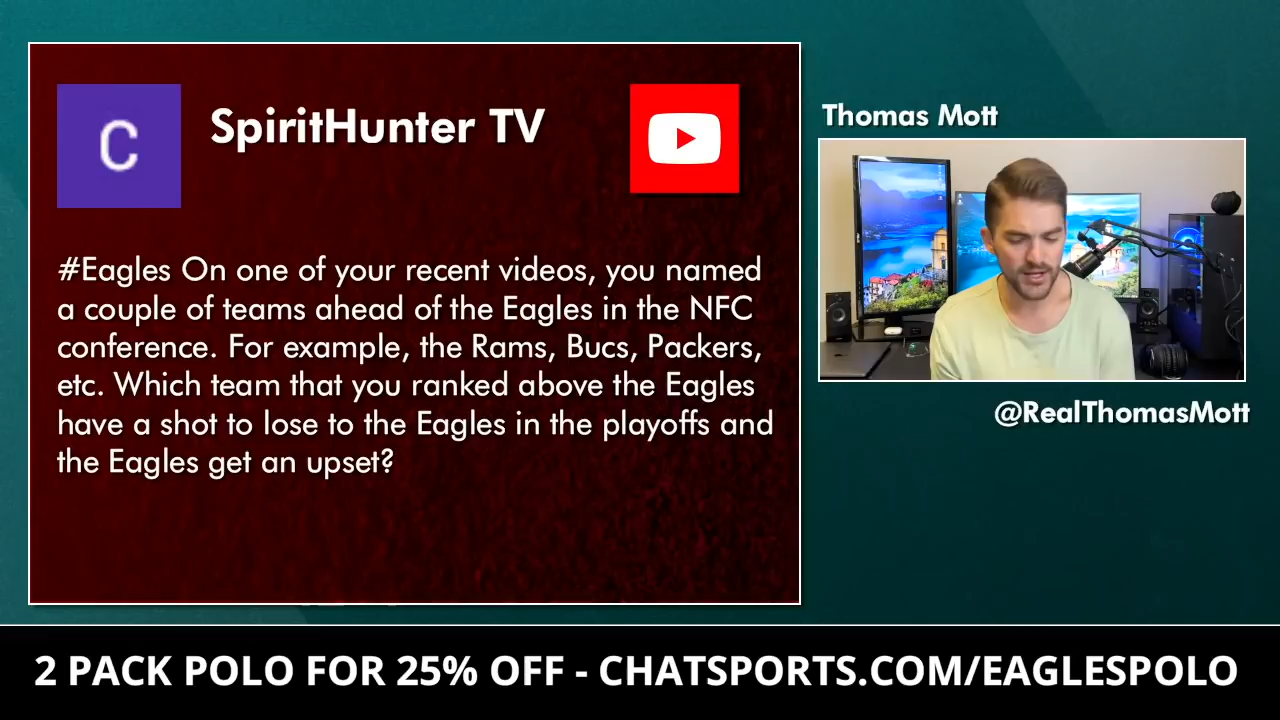 C
SpiritHunter TV
Thomas Mott
#Eagles On one of your recent videos, you named
a couple of teams ahead of the Eagles in the NFC
conference. For example, the Rams, Bucs, Packers,
etc. Which team that you ranked above the Eagles
have a shot to lose to the Eagles in the playoffs and
the Eagles get an upset?
@RealThomasMott
2 PACK POLO FOR 25% OFF - CHATSPORTS.COM/EAGLESPOLO